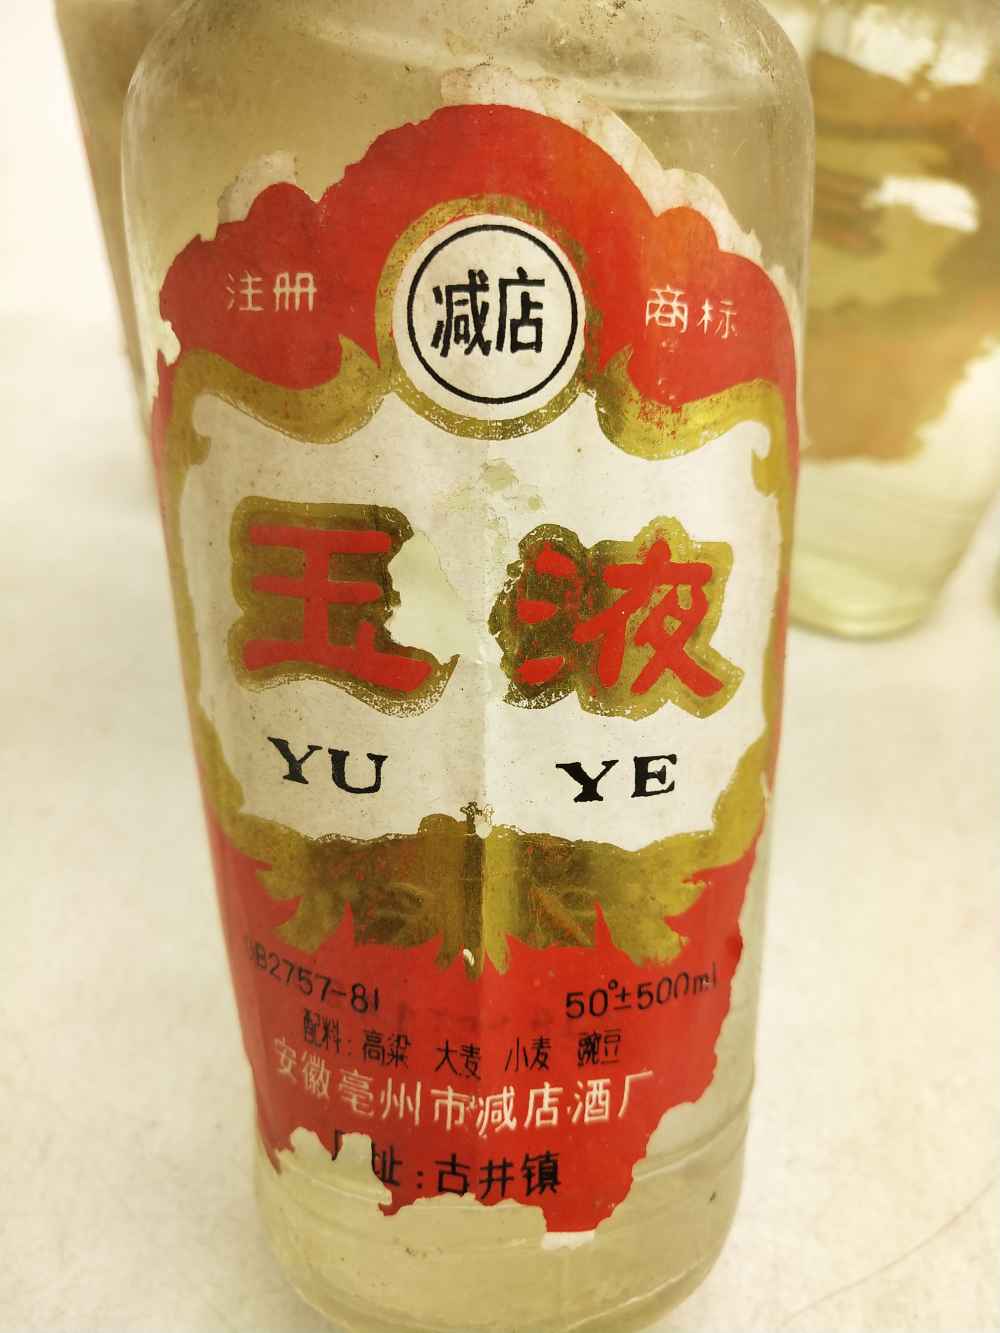 注册
减店
商标
玉液
YU YE
GB2757-81
50°±500ml
配料：高粱 大麦 小麦 豌豆
安徽亳州市减店酒厂
厂址：古井镇